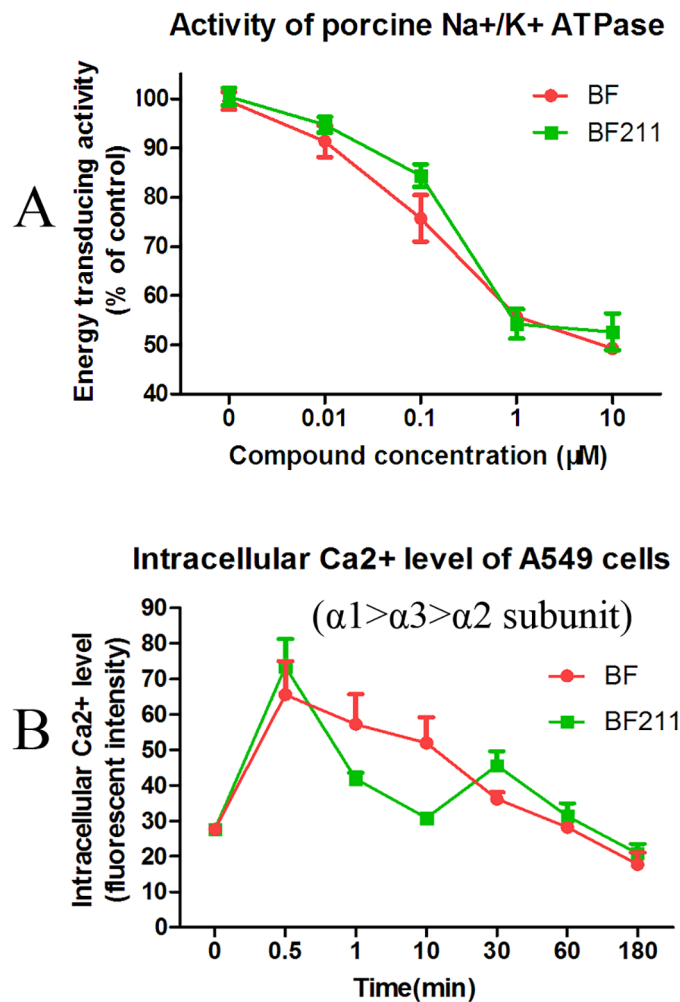 Activity of porcine Na+/K+ ATPase
A
Energy transducing activity
(% of control)
100
90
80
70
60
50
40
BF
BF211
0 0.01 0.1 1 10
Compound concentration (µM)
Intracellular Ca2+ level of A549 cells
(α1>α3>α2 subunit)
B
Intracellular Ca2+ level
(fluorescent intensity)
90
80
70
60
50
40
30
20
10
0
BF
BF211
0 0.5 1 10 30 60 180
Time(min)